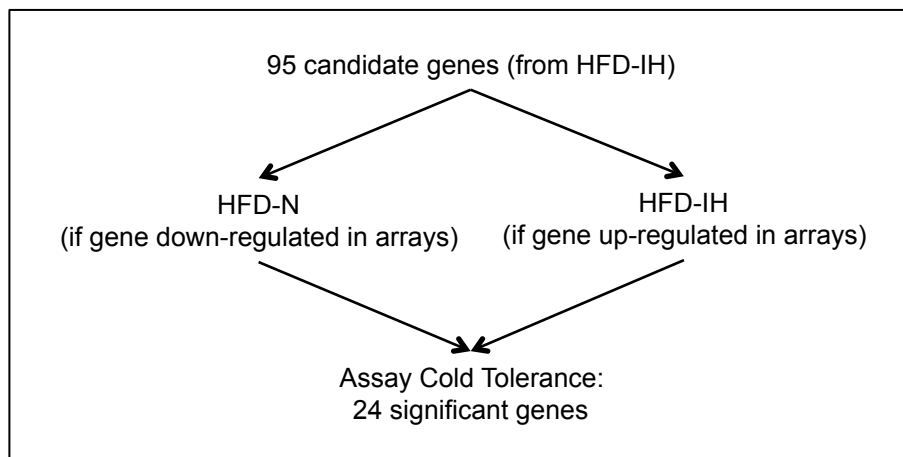 95 candidate genes (from HFD-IH)
HFD-N
(if gene down-regulated in arrays)
HFD-IH
(if gene up-regulated in arrays)
Assay Cold Tolerance:
24 significant genes